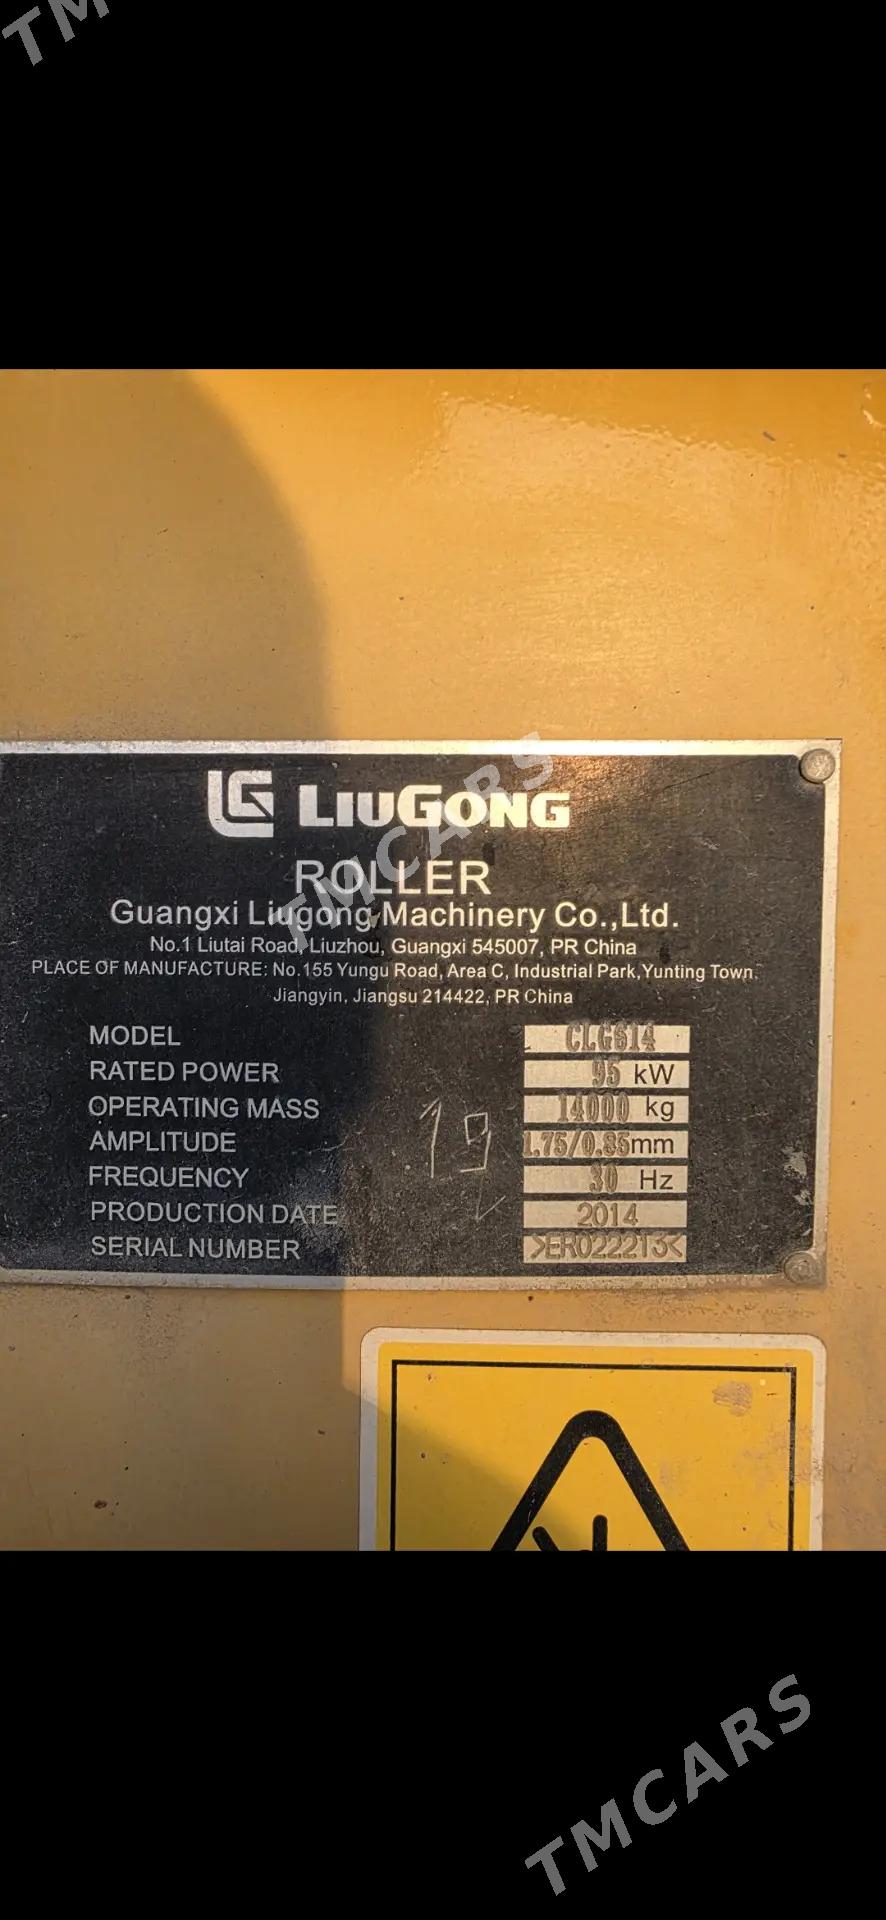 TM
LG LIUGONG
ROLLER
Guangxi Liugong Machinery Co.,Ltd.
No.1 Liutai Road, Liuzhou, Guangxi 545007, PR China
PLACE OF MANUFACTURE: No.155 Yungu Road, Area C, Industrial Park,Yunting Town.
Jiangyin, Jiangsu 214422, PR China
MODEL CLG614
RATED POWER 95 kW
OPERATING MASS 14000 kg
AMPLITUDE 1.75/0.85mm
FREQUENCY 30 Hz
PRODUCTION DATE 2014
SERIAL NUMBER >ER022213<
19
TMCARS
TMCARS